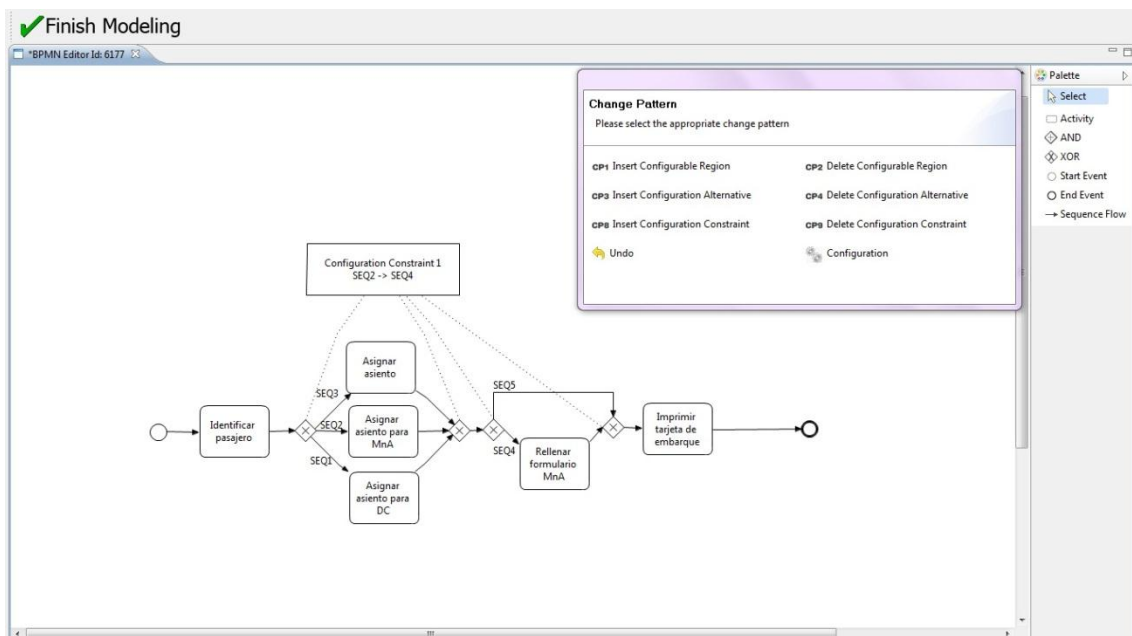 Finish Modeling
*BPMN Editor Id: 6177
Palette
Select
Activity
AND
XOR
Start Event
End Event
Sequence Flow
Change Pattern
Please select the appropriate change pattern
CP1 Insert Configurable Region
CP2 Delete Configurable Region
CP3 Insert Configuration Alternative
CP4 Delete Configuration Alternative
CP8 Insert Configuration Constraint
CP9 Delete Configuration Constraint
Undo
Configuration
Configuration Constraint 1
SEQ2 -> SEQ4
Identificar
pasajero
SEQ3
SEQ2
SEQ1
Asignar
asiento
Asignar
asiento para
MnA
Asignar
asiento para
DC
SEQ5
SEQ4
Rellenar
formulario
MnA
Imprimir
tarjeta de
embarque